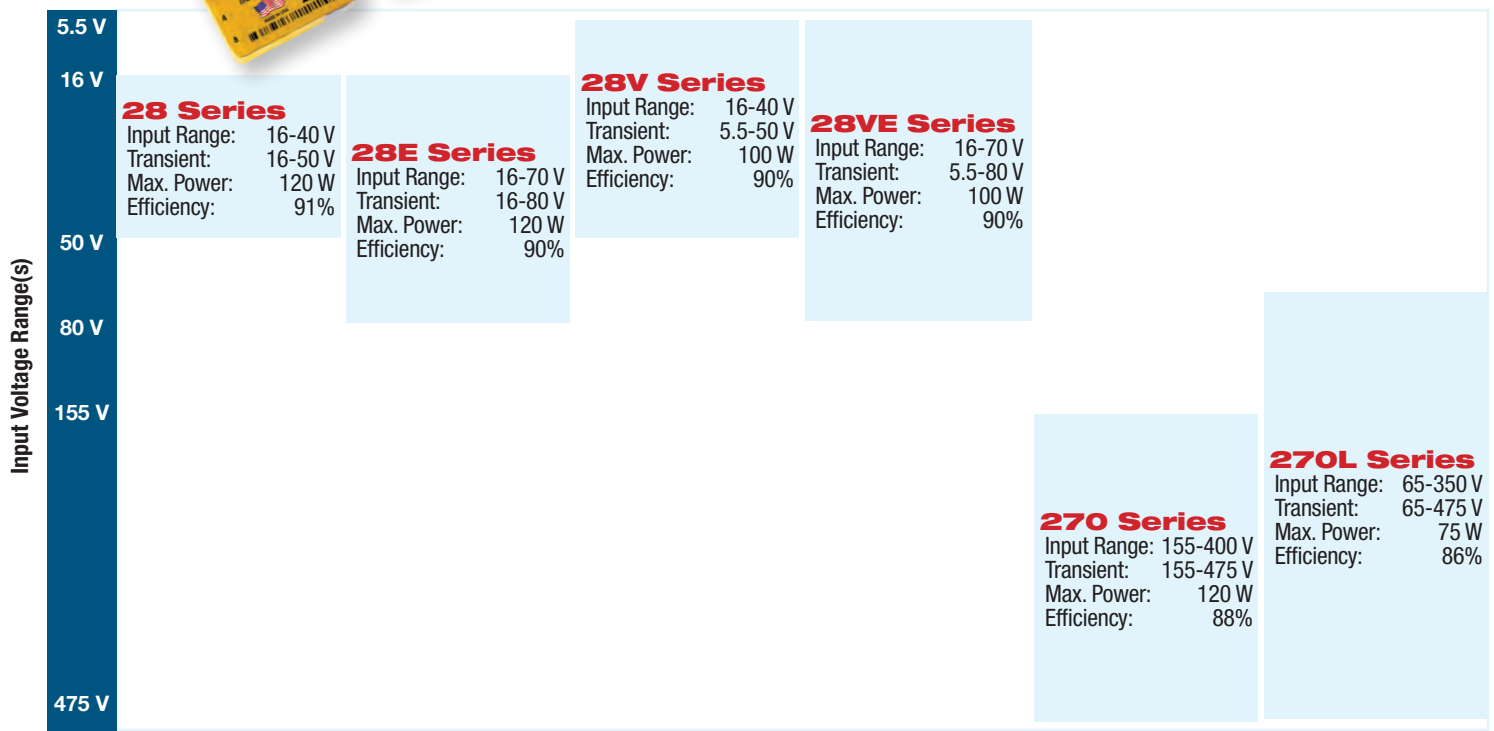 Input Voltage Range(s)
5.5 V
16 V
50 V
80 V
155 V
475 V
28 Series
Input Range: 16-40 V
Transient: 16-50 V
Max. Power: 120 W
Efficiency: 91%
28E Series
Input Range: 16-70 V
Transient: 16-80 V
Max. Power: 120 W
Efficiency: 90%
28V Series
Input Range: 16-40 V
Transient: 5.5-50 V
Max. Power: 100 W
Efficiency: 90%
28VE Series
Input Range: 16-70 V
Transient: 5.5-80 V
Max. Power: 100 W
Efficiency: 90%
270 Series
Input Range: 155-400 V
Transient: 155-475 V
Max. Power: 120 W
Efficiency: 88%
270L Series
Input Range: 65-350 V
Transient: 65-475 V
Max. Power: 75 W
Efficiency: 86%